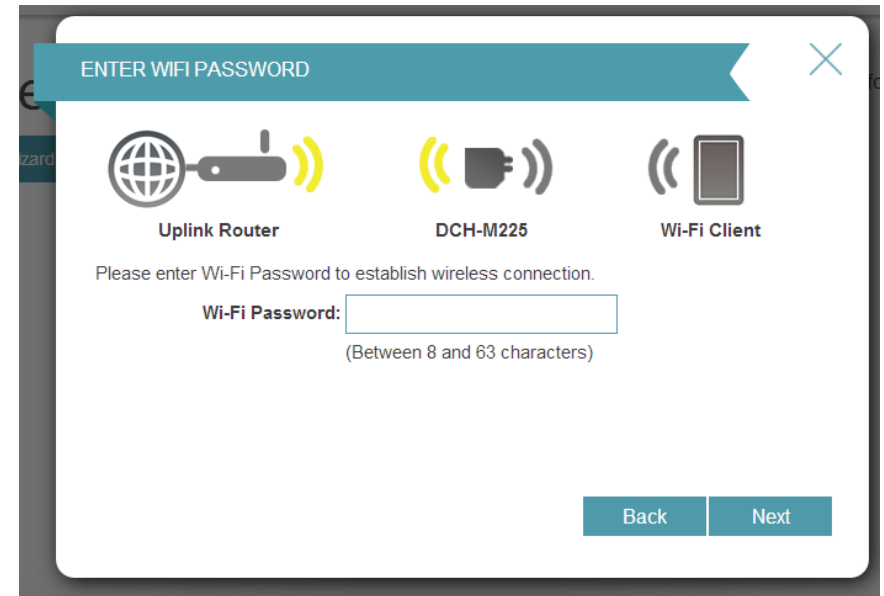 ENTER WIFI PASSWORD
Uplink Router DCH-M225 Wi-Fi Client
Please enter Wi-Fi Password to establish wireless connection.
Wi-Fi Password:
(Between 8 and 63 characters)
Back Next